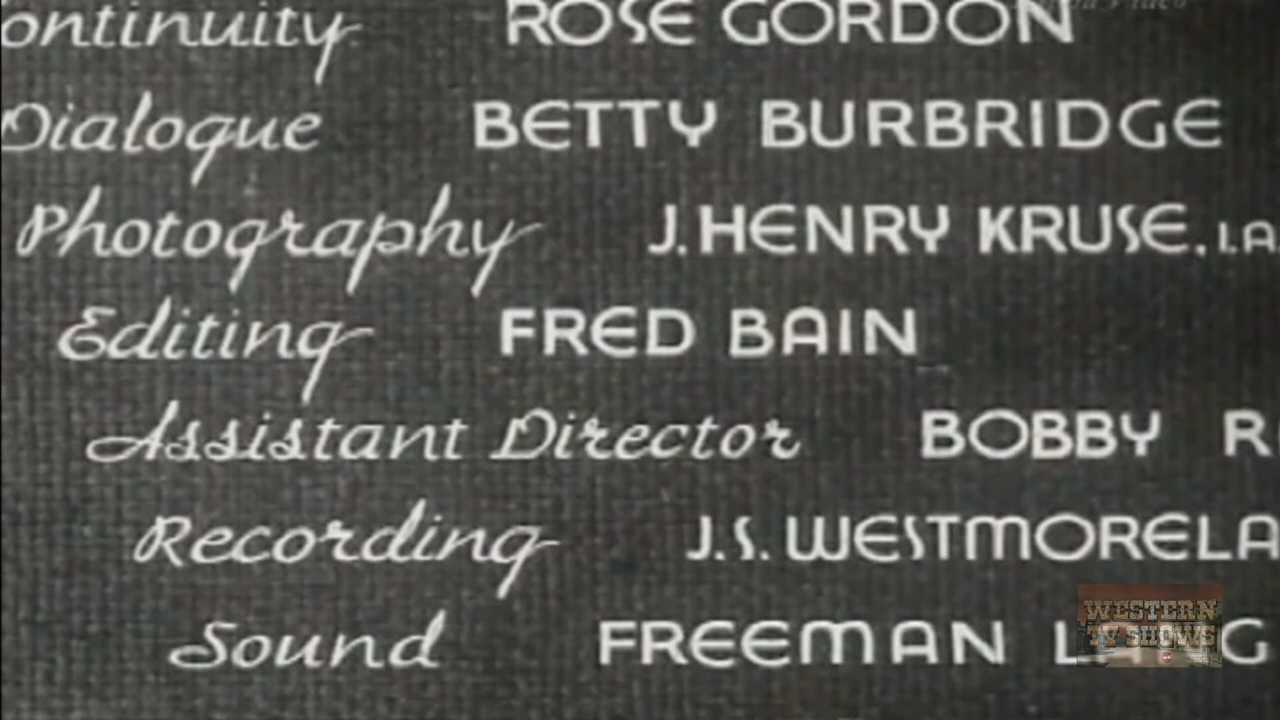 ontinuity ROSE GORDON
Dialogue BETTY BURBRIDGE
Photography J. HENRY KRUSE, I.A
Editing FRED BAIN
Assistant Director BOBBY R
Recording J.S. WESTMORELA
Sound FREEMAN L
WESTERN
TV SHOWS